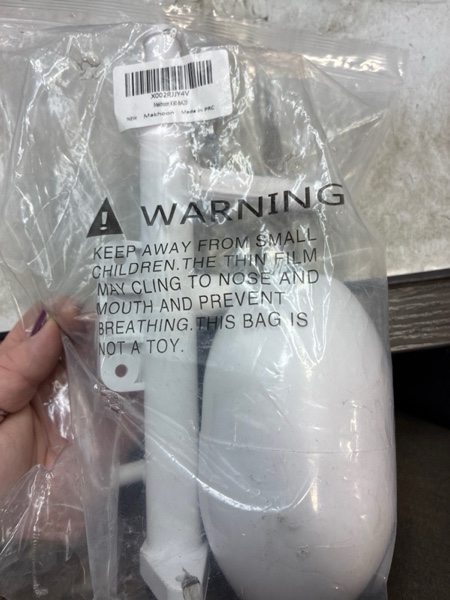 NEW Makhoon Made in PRC
WARNING
KEEP AWAY FROM SMALL
CHILDREN.THE THIN FILM
MAY CLING TO NOSE AND
MOUTH AND PREVENT
BREATHING.THIS BAG IS
NOT A TOY.